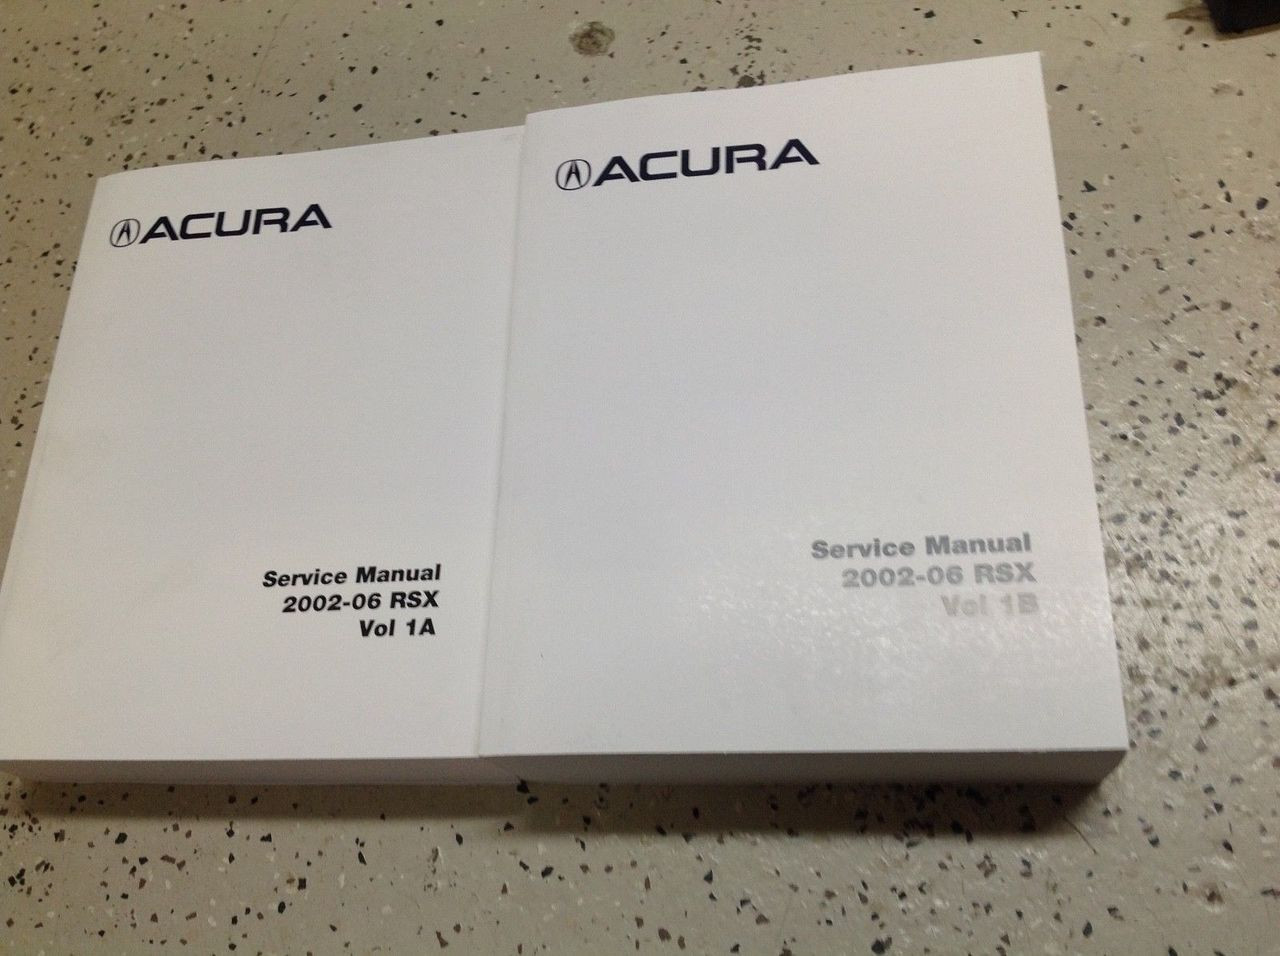 ACURA
Service Manual
2002-06 RSX
Vol 1A
ACURA
Service Manual
2002-06 RSX
Vol 1B